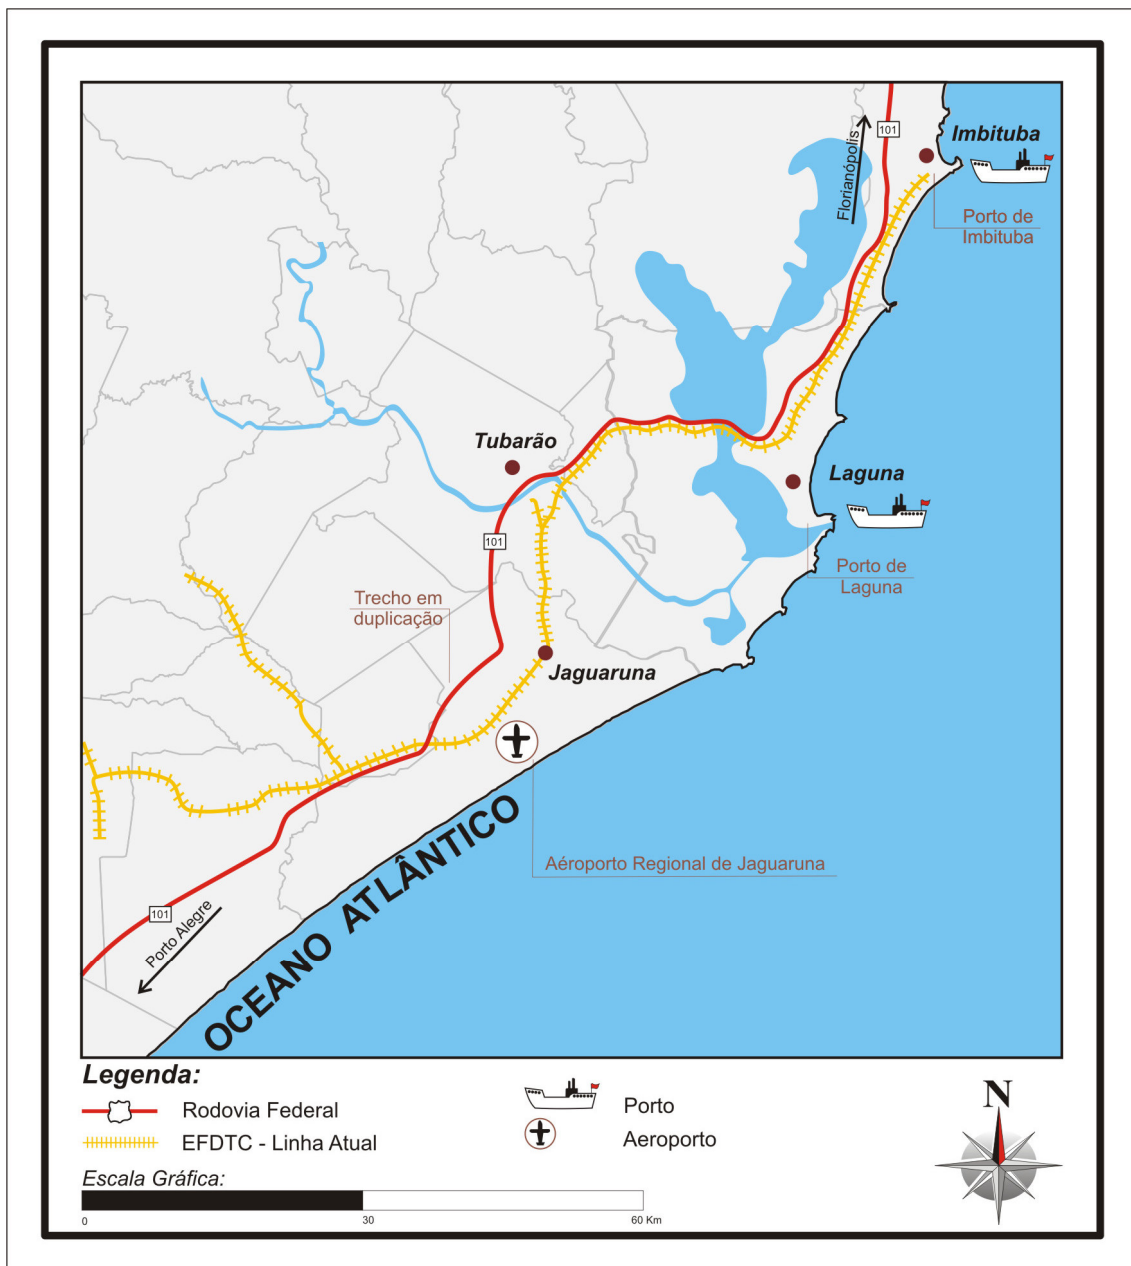 Imbituba
101
Florianópolis
Porto de
Imbituba
Tubarão
Laguna
101
Porto de
Laguna
Trecho em
duplicação
Jaguaruna
OCEANO ATLÂNTICO
Aéroporto Regional de Jaguaruna
101
Porto Alegre
Legenda:
Rodovia Federal
Porto
EFDTC - Linha Atual
Aeroporto
N
Escala Gráfica:
0 30 60 Km